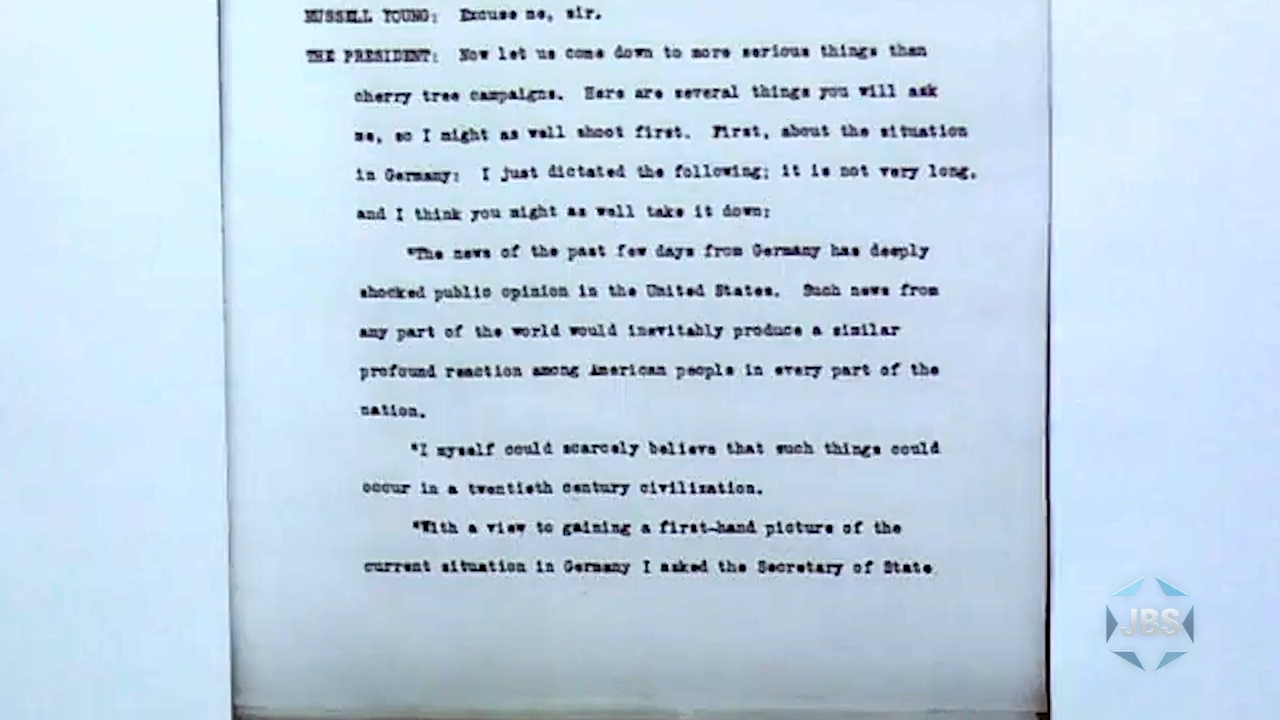 RUSSELL YOUNG: Excuse me, sir.
THE PRESIDENT: Now let us come down to more serious things than
cherry tree campaigns. Here are several things you will ask
me, so I might as well shoot first. First, about the situation
in Germany: I just dictated the following; it is not very long,
and I think you might as well take it down:
"The news of the past few days from Germany has deeply
shocked public opinion in the United States. Such news from
any part of the world would inevitably produce a similar
profound reaction among American people in every part of the
nation.
"I myself could scarcely believe that such things could
occur in a twentieth century civilization.
"With a view to gaining a first-hand picture of the
current situation in Germany I asked the Secretary of State
JBS